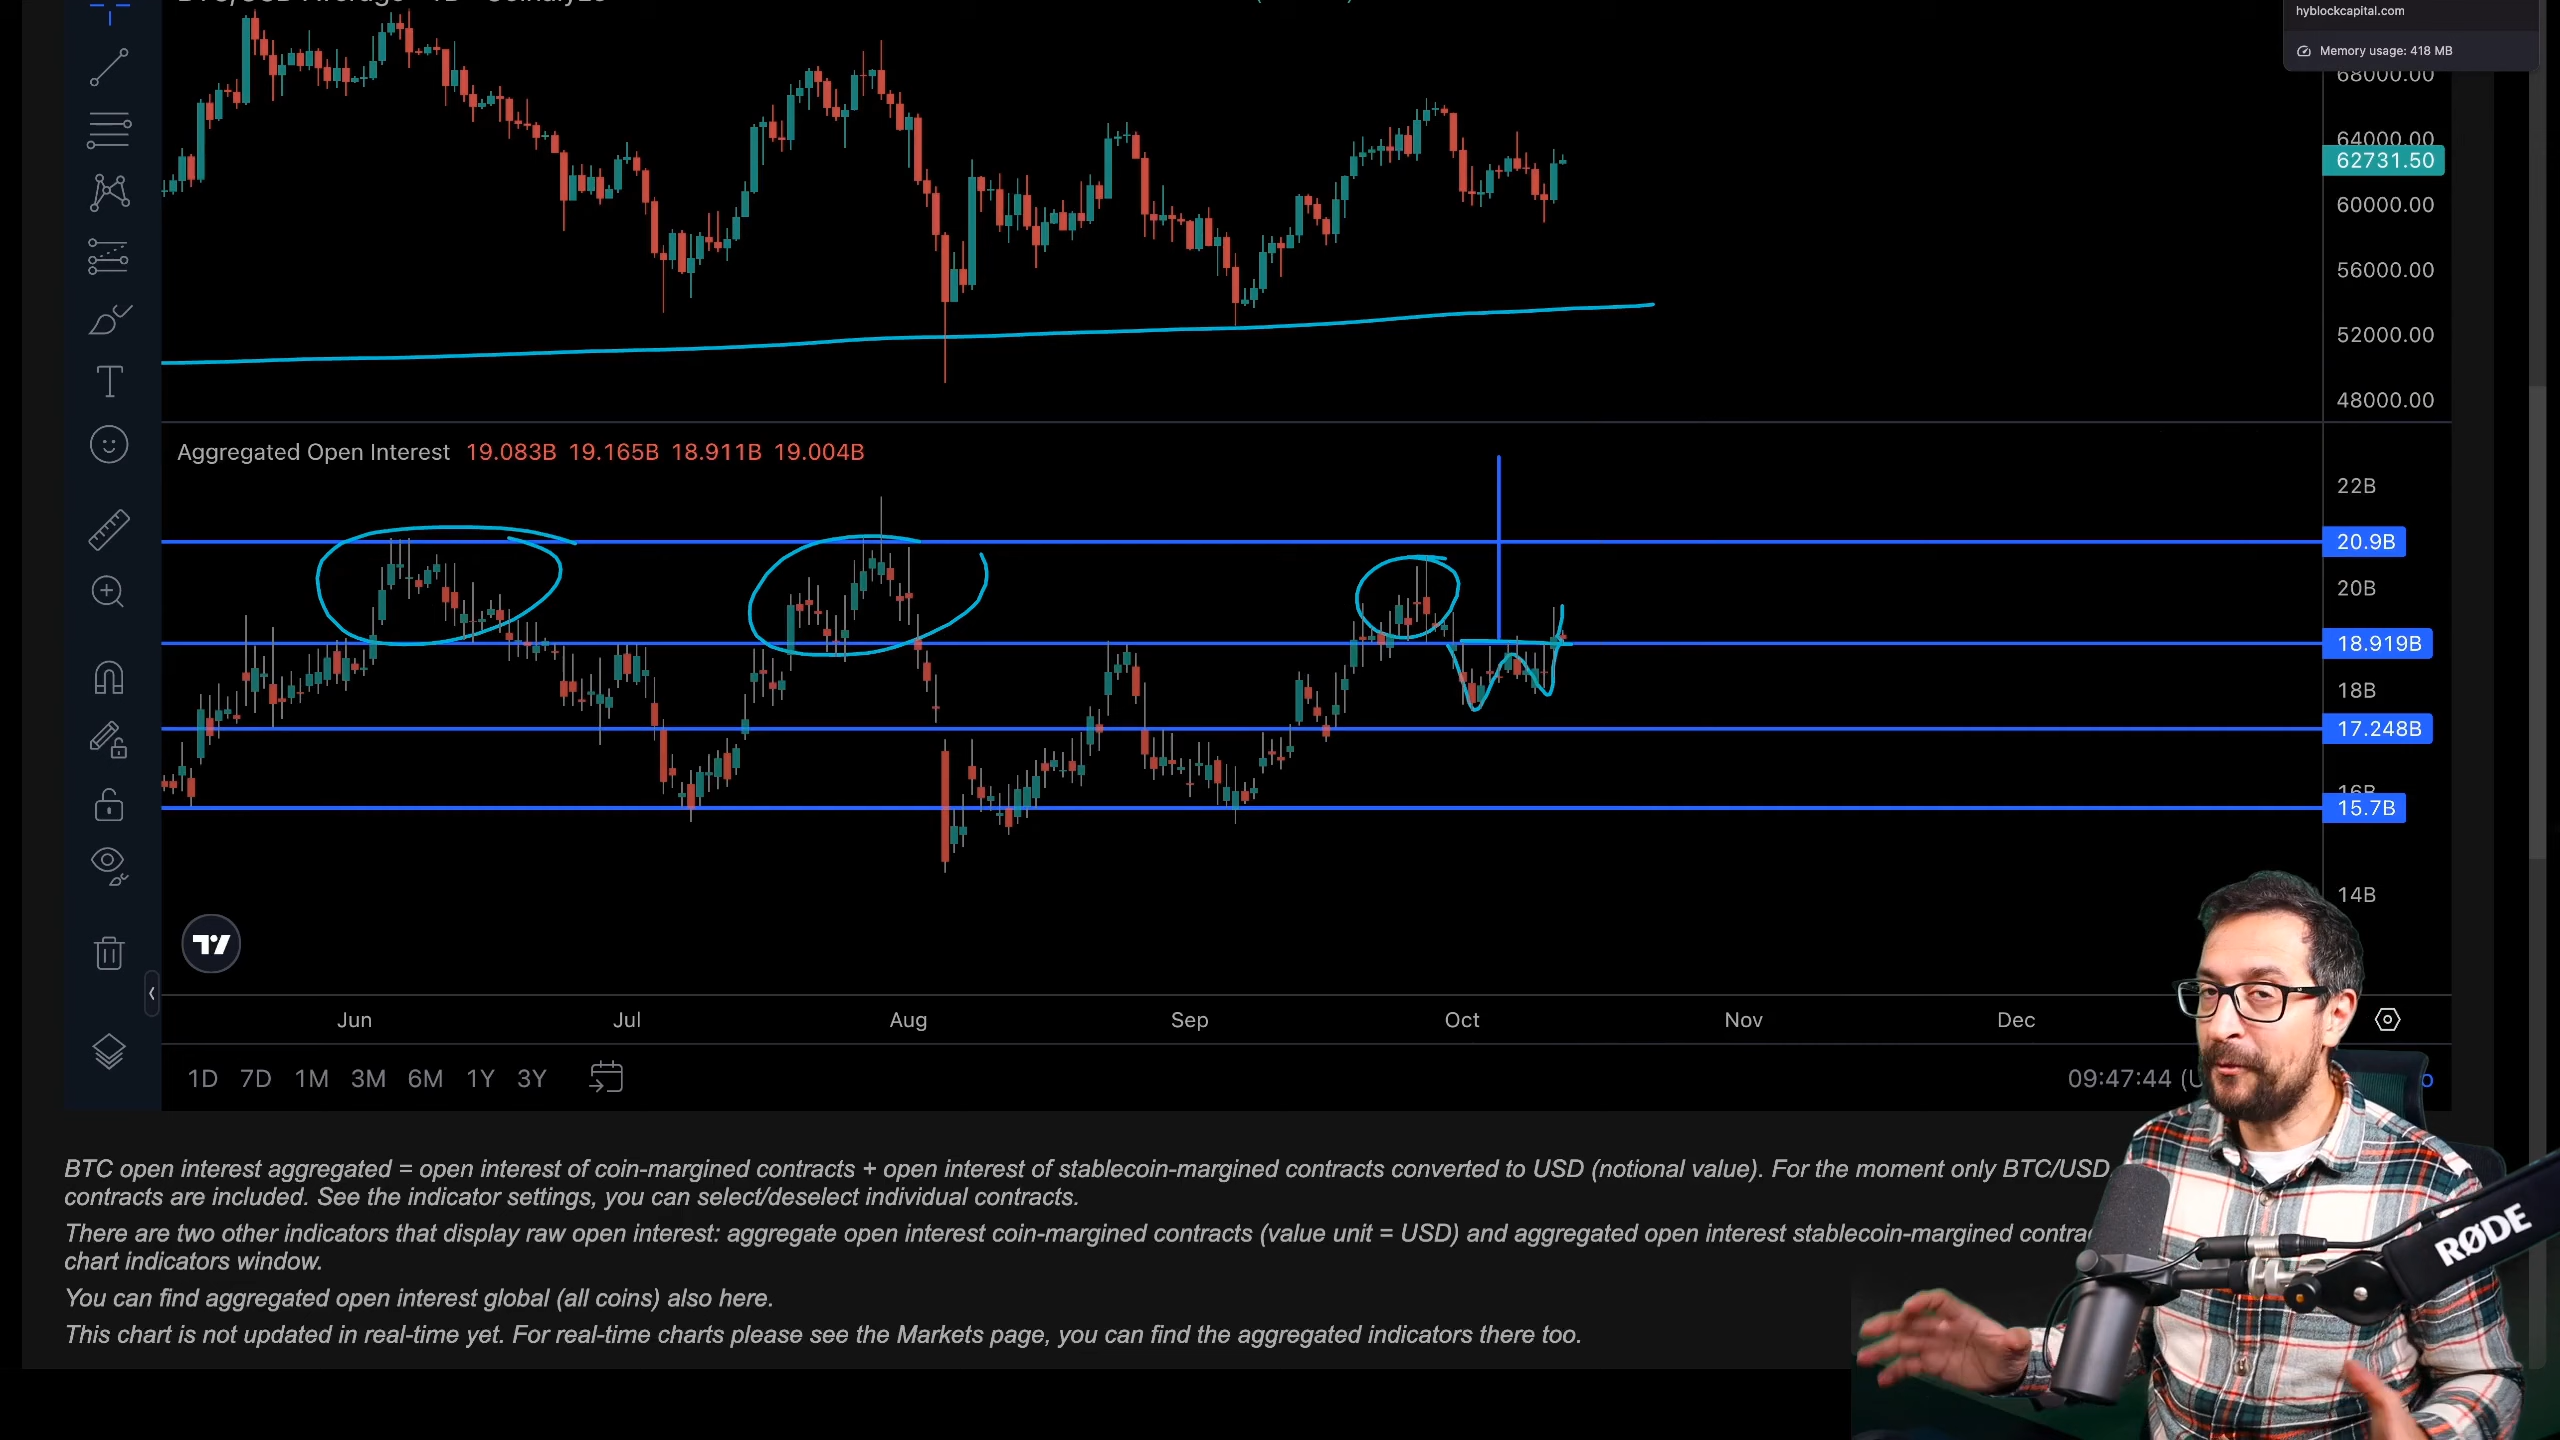 hyblockcapital.com
Memory usage: 418 MB
68000.00
64000.00
62731.50
60000.00
56000.00
52000.00
48000.00
Aggregated Open Interest 19.083B 19.165B 18.911B 19.004B
22B
20.9B
20B
18.919B
18B
17.248B
16B
15.7B
14B
Jun Jul Aug Sep Oct Nov Dec
1D 7D 1M 3M 6M 1Y 3Y
09:47:44 (U
BTC open interest aggregated = open interest of coin-margined contracts + open interest of stablecoin-margined contracts converted to USD (notional value). For the moment only BTC/USD
contracts are included. See the indicator settings, you can select/deselect individual contracts.
There are two other indicators that display raw open interest: aggregate open interest coin-margined contracts (value unit = USD) and aggregated open interest stablecoin-margined contrac
chart indicators window.
You can find aggregated open interest global (all coins) also here.
This chart is not updated in real-time yet. For real-time charts please see the Markets page, you can find the aggregated indicators there too.
RØDE